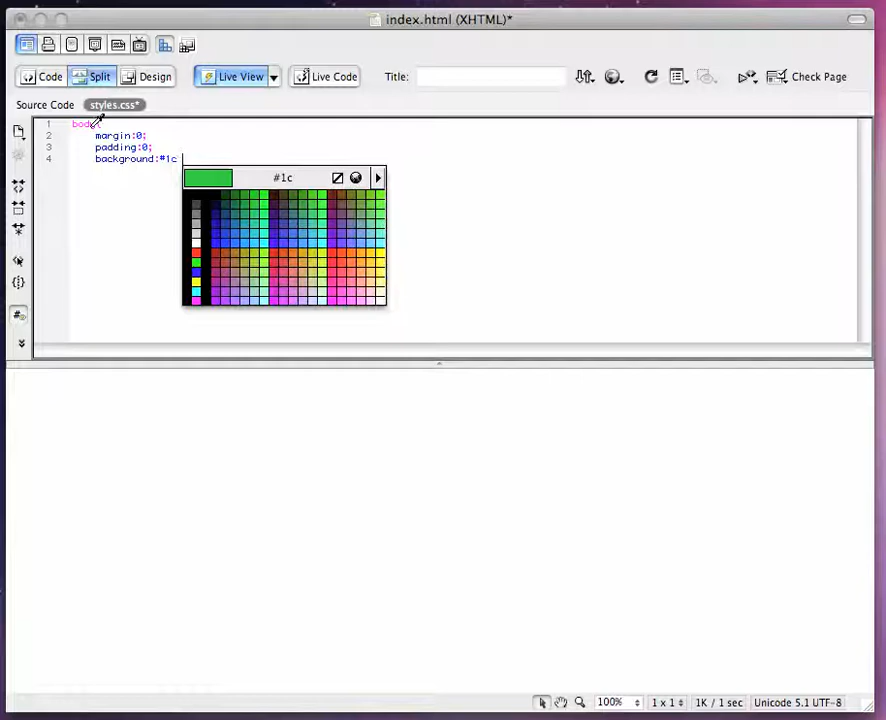 index.html (XHTML)*
Code Split Design Live View Live Code Title: Check Page
Source Code styles.css*
1 body{
2 margin:0;
3 padding:0;
4 background:#1c
#1c
100% 1 x 1 1K / 1 sec Unicode 5.1 UTF-8